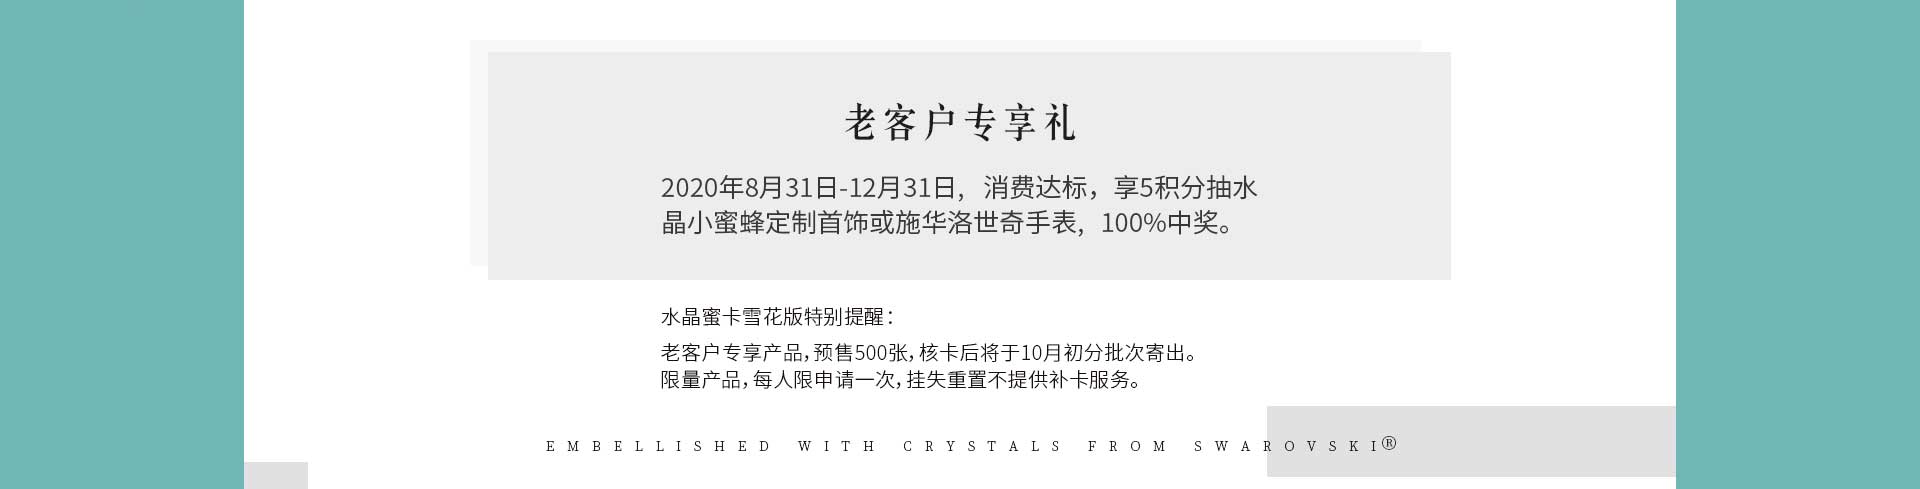 老客户专享礼
2020年8月31日-12月31日，消费达标，享5积分抽水
晶小蜜蜂定制首饰或施华洛世奇手表，100%中奖。
水晶蜜卡雪花版特别提醒：
老客户专享产品，预售500张，核卡后将于10月初分批次寄出。
限量产品，每人限申请一次，挂失重置不提供补卡服务。
EMBELLISHED WITH CRYSTALS FROM SWAROVSKI®